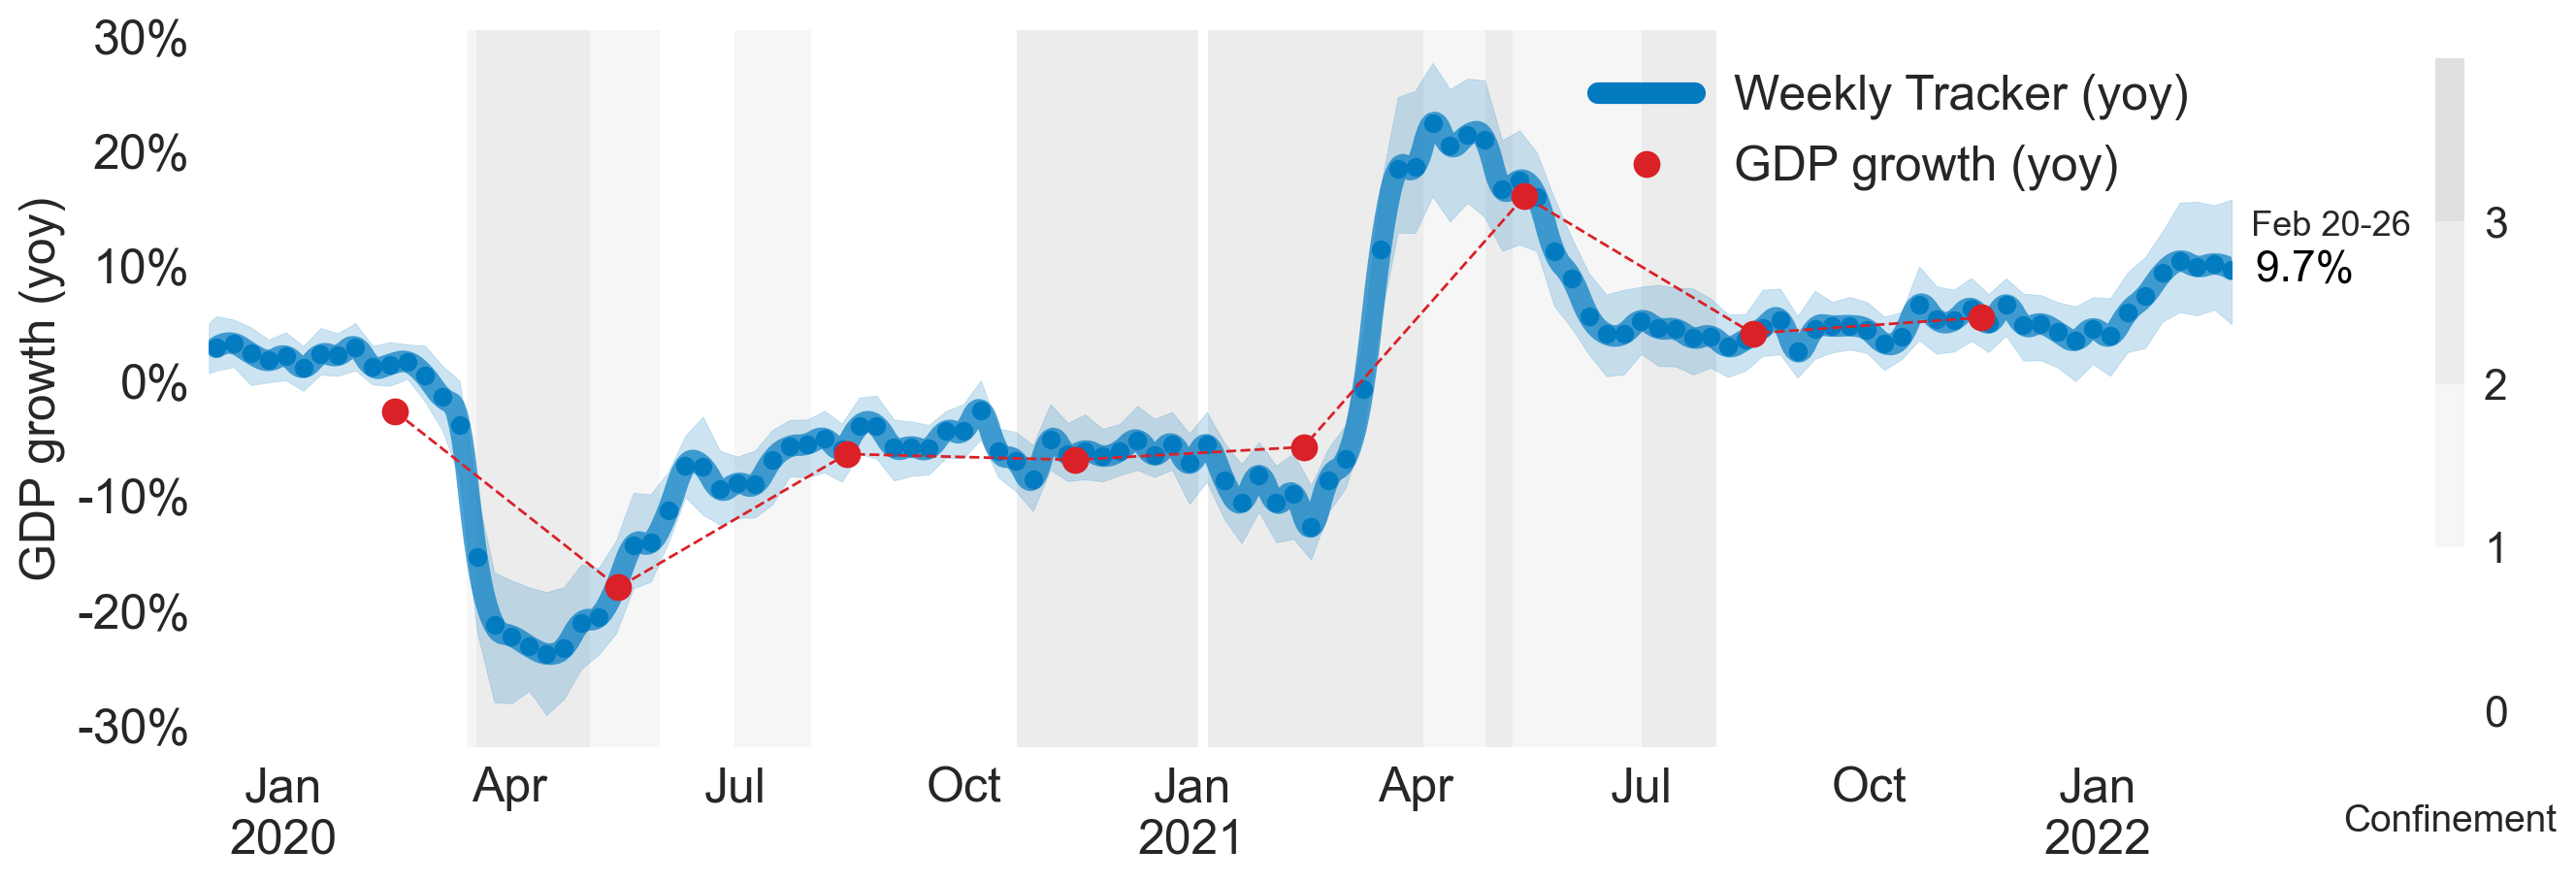 30%
20%
10%
0%
-10%
-20%
-30%
GDP growth (yoy)
Weekly Tracker (yoy)
GDP growth (yoy)
Feb 20-26
9.7%
3
2
1
0
Jan Apr Jul Oct Jan Apr Jul Oct Jan
2020 2021 2022
Confinement